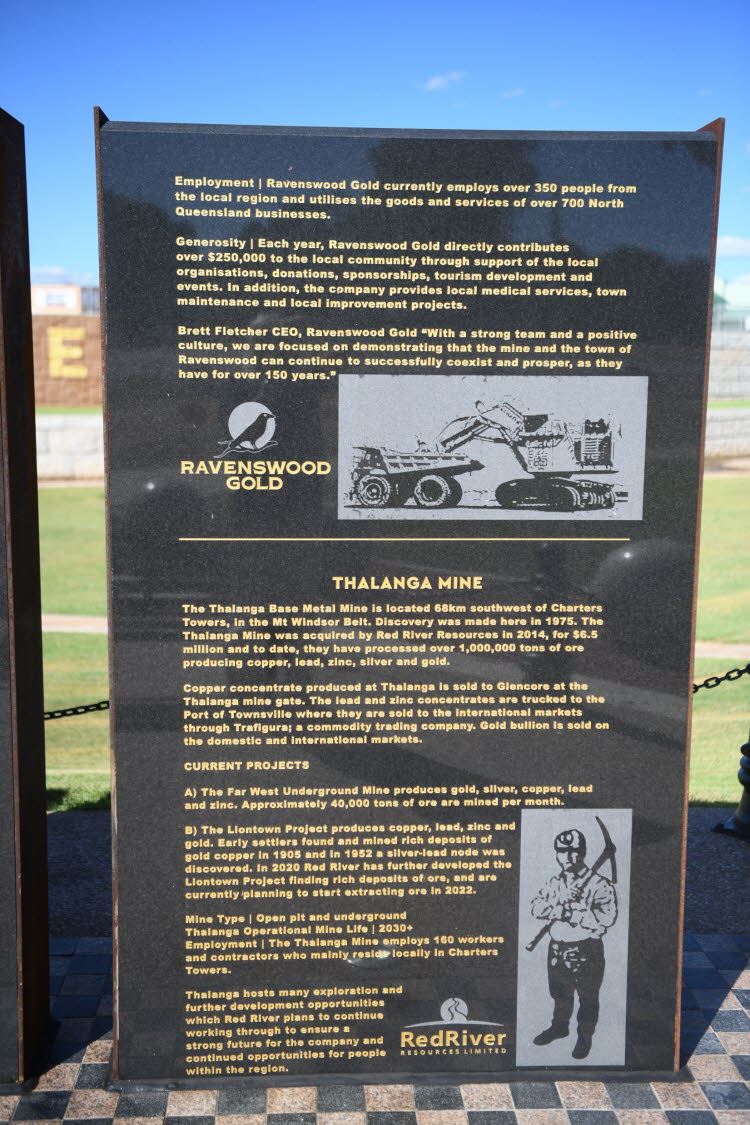 Employment | Ravenswood Gold currently employs over 350 people from
the local region and utilises the goods and services of over 700 North
Queensland businesses.
Generosity | Each year, Ravenswood Gold directly contributes
over $250,000 to the local community through support of the local
organisations, donations, sponsorships, tourism development and
events. In addition, the company provides local medical services, town
maintenance and local improvement projects.
Brett Fletcher CEO, Ravenswood Gold “With a strong team and a positive
culture, we are focused on demonstrating that the mine and the town of
Ravenswood can continue to successfully coexist and prosper, as they
have for over 150 years.”
E
RAVENSWOOD
GOLD
THALANGA MINE
The Thalanga Base Metal Mine is located 68km southwest of Charters
Towers, in the Mt Windsor Belt. Discovery was made here in 1975. The
Thalanga Mine was acquired by Red River Resources in 2014, for $6.5
million and to date, they have processed over 1,000,000 tons of ore
producing copper, lead, zinc, silver and gold.
Copper concentrate produced at Thalanga is sold to Glencore at the
Thalanga mine gate. The lead and zinc concentrates are trucked to the
Port of Townsville where they are sold to the international markets
through Trafigura; a commodity trading company. Gold bullion is sold on
the domestic and international markets.
CURRENT PROJECTS
A) The Far West Underground Mine produces gold, silver, copper, lead
and zinc. Approximately 40,000 tons of ore are mined per month.
B) The Liontown Project produces copper, lead, zinc and
gold. Early settlers found and mined rich deposits of
gold copper in 1905 and in 1952 a silver-lead node was
discovered. In 2020 Red River has further developed the
Liontown Project finding rich deposits of ore, and are
currently planning to start extracting ore in 2022.
Mine Type | Open pit and underground
Thalanga Operational Mine Life | 2030+
Employment | The Thalanga Mine employs 160 workers
and contractors who mainly reside locally in Charters
Towers.
Thalanga hosts many exploration and
further development opportunities
which Red River plans to continue
working through to ensure a
strong future for the company and
continued opportunities for people
within the region.
RedRiver
RESOURCES LIMITED